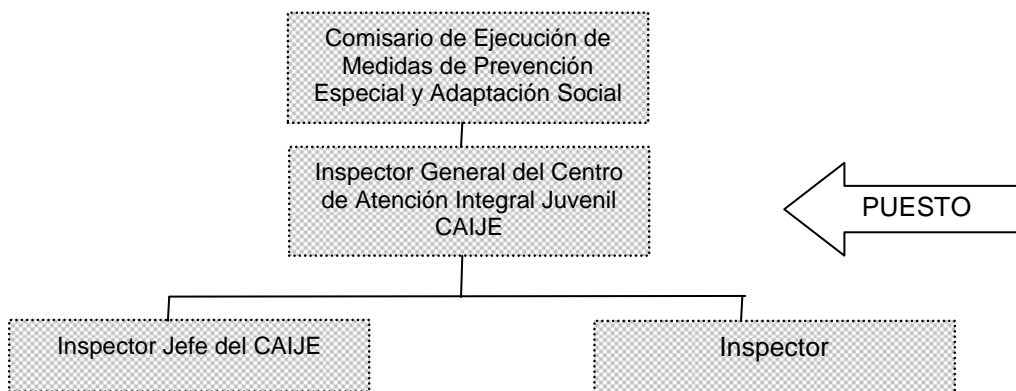 Comisario de Ejecución de
Medidas de Prevención
Especial y Adaptación Social
Inspector General del Centro
de Atención Integral Juvenil
CAIJE
PUESTO
Inspector Jefe del CAIJE
Inspector